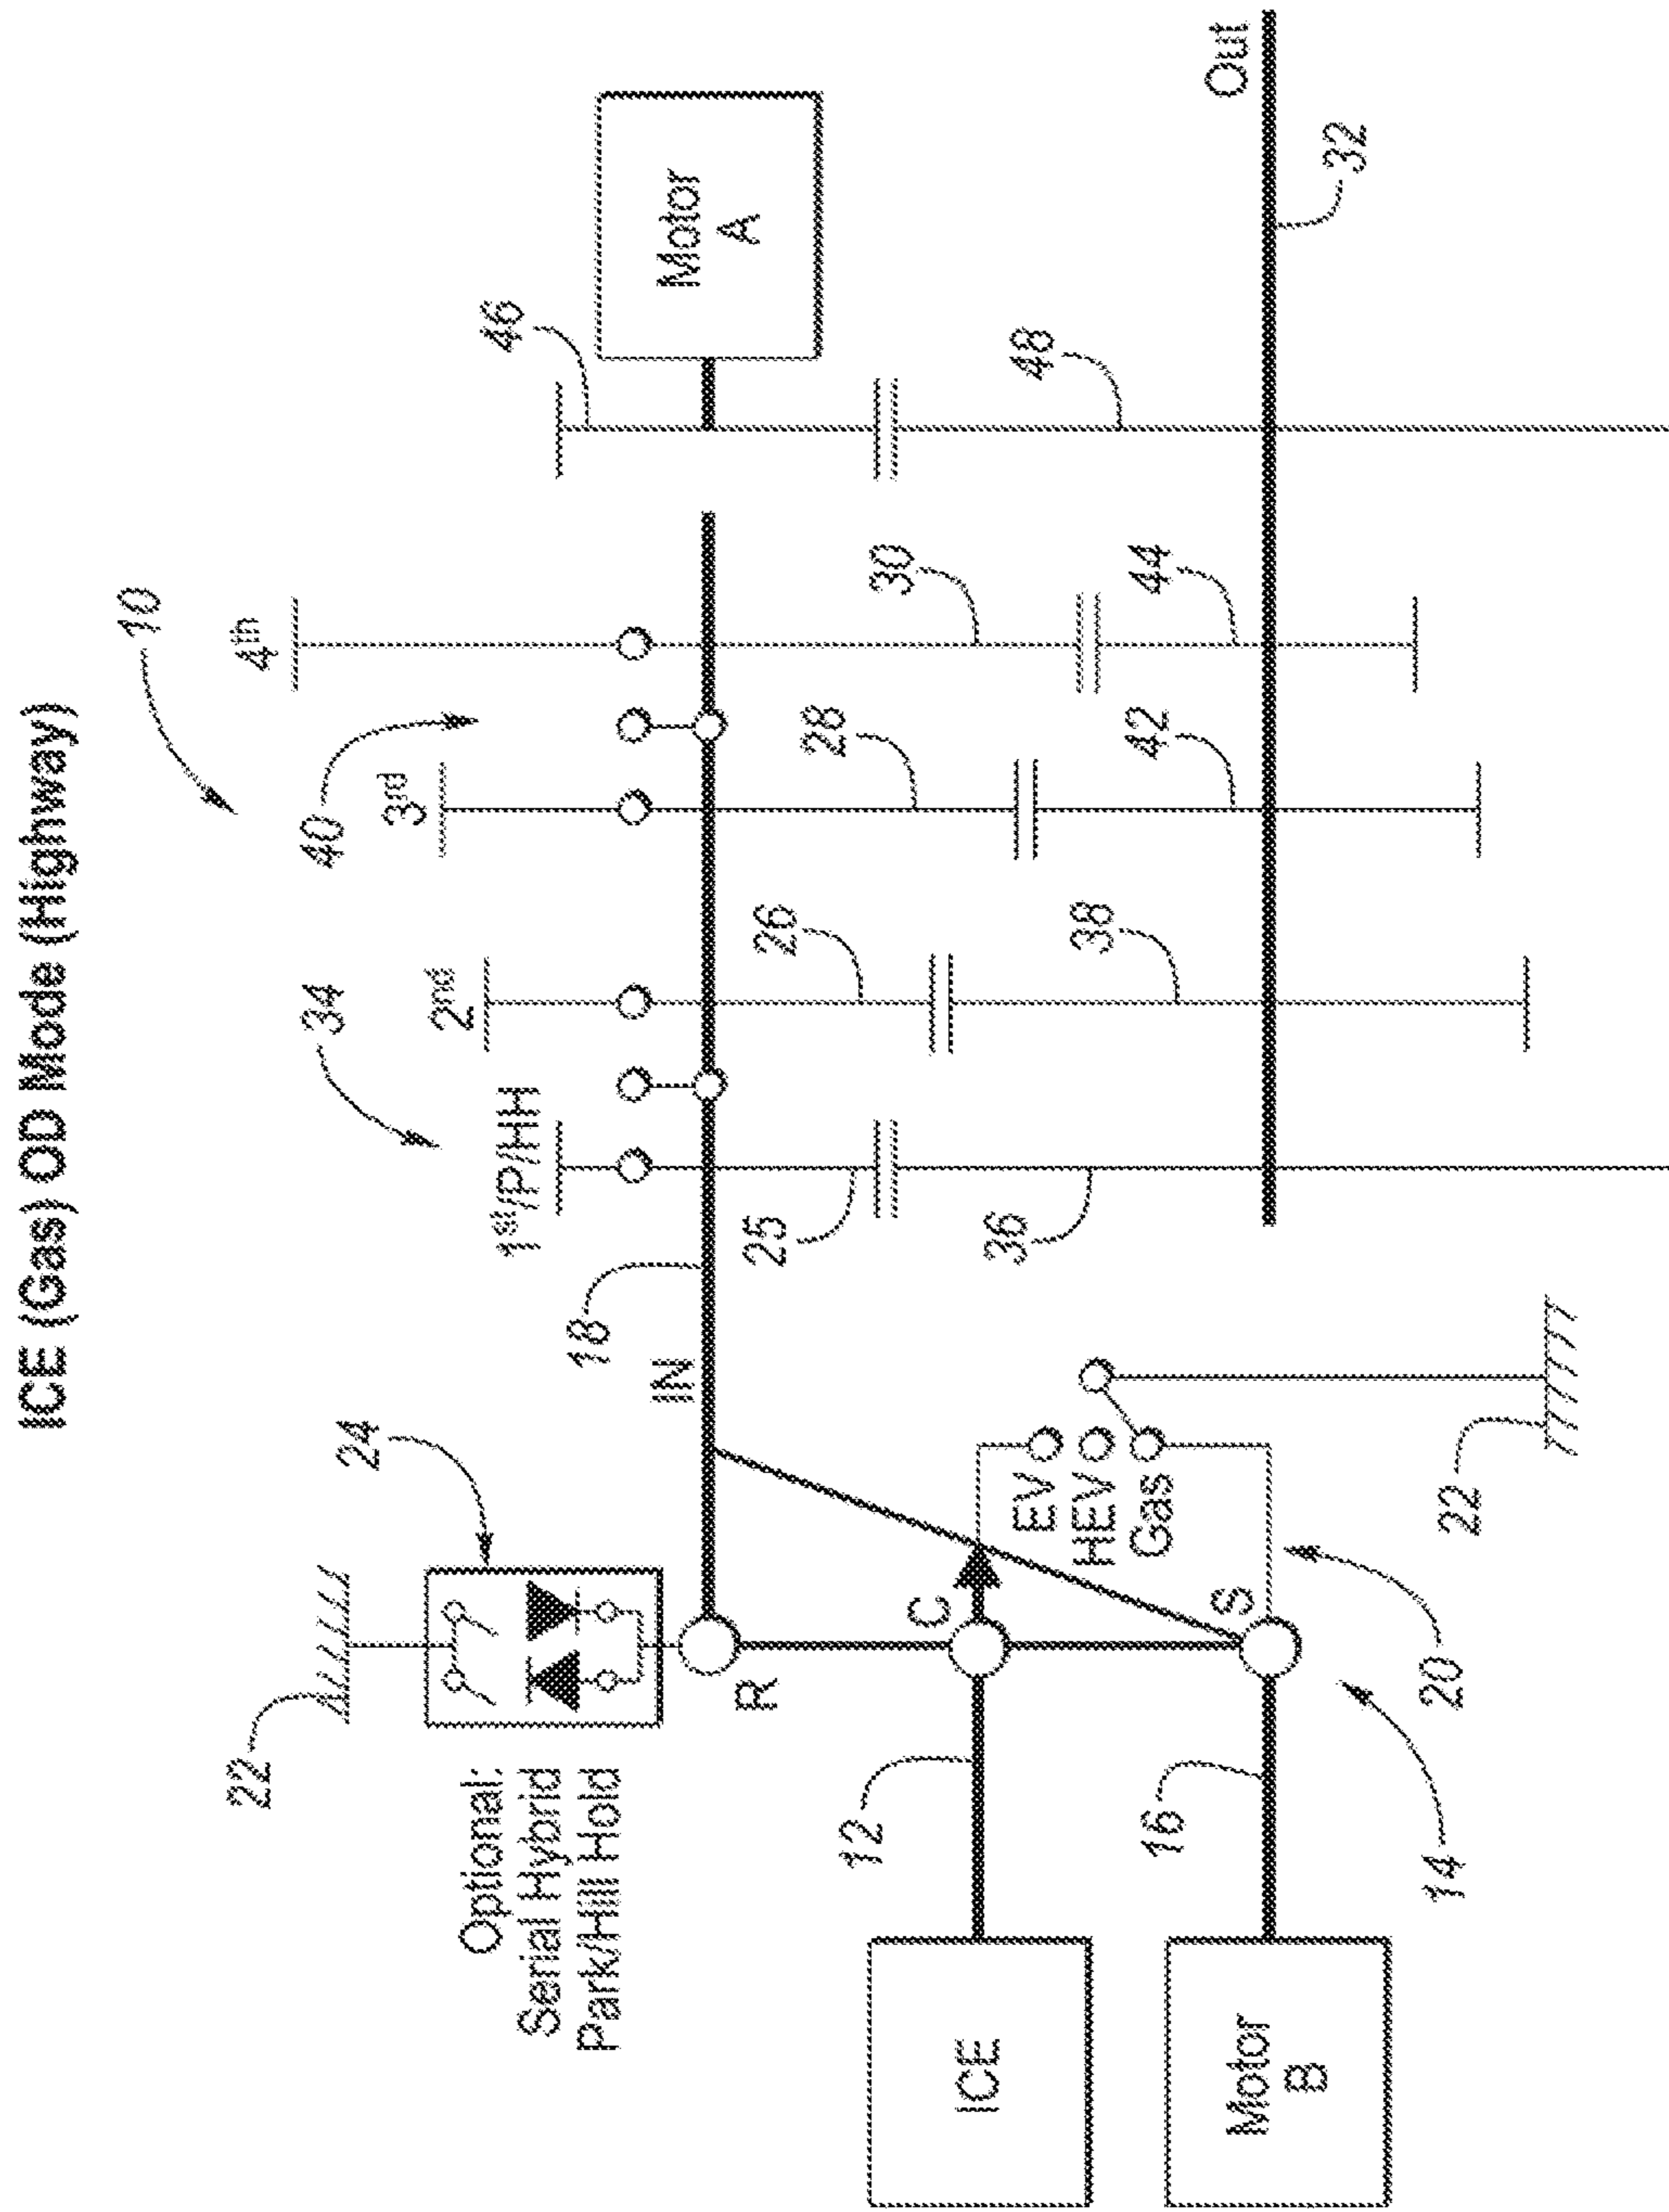 ICE (Gas) OD Mode (Highway)
10
22
24
34
40
4th
3rd
2nd
1st/P/HH
46
Optional:
Serial Hybrid
Park/Hill Hold
18
IN
R
Motor
A
25
26
28
30
12
C
EV
HEV
Gas
36
38
42
44
48
ICE
16
S
Out
32
Motor
B
14
20
22